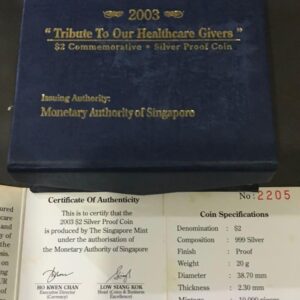 2003
" Tribute To Our Healthcare Givers "
$2 Commemorative • Silver Proof Coin
Issuing Authority:
Monetary Authority of Singapore
No: 2205
Certificate Of Authenticity
This is to certify that the
2003 $2 Silver Proof Coin
is produced by The Singapore Mint
under the authorisation of
the Monetary Authority of Singapore
HO KWEN CHAN
Executive Director
(Currency)
LOW SIANG KOK
Coin Specifications
Denomination : $2
Composition : 999 Silver
Finish : Proof
Weight : 20 g
Diameter : 38.70 mm
Thickness : 2.30 mm